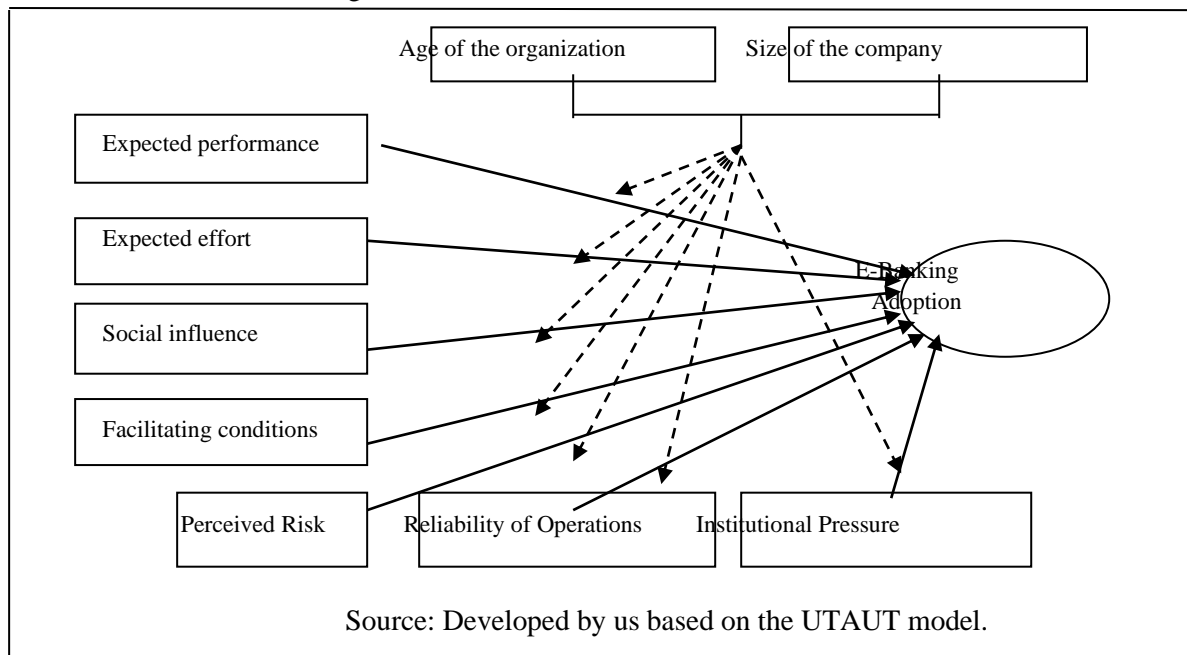 Age of the organization
Size of the company
Expected performance
Expected effort
Social influence
Facilitating conditions
E-Banking
Adoption
Perceived Risk
Reliability of Operations
Institutional Pressure
Source: Developed by us based on the UTAUT model.